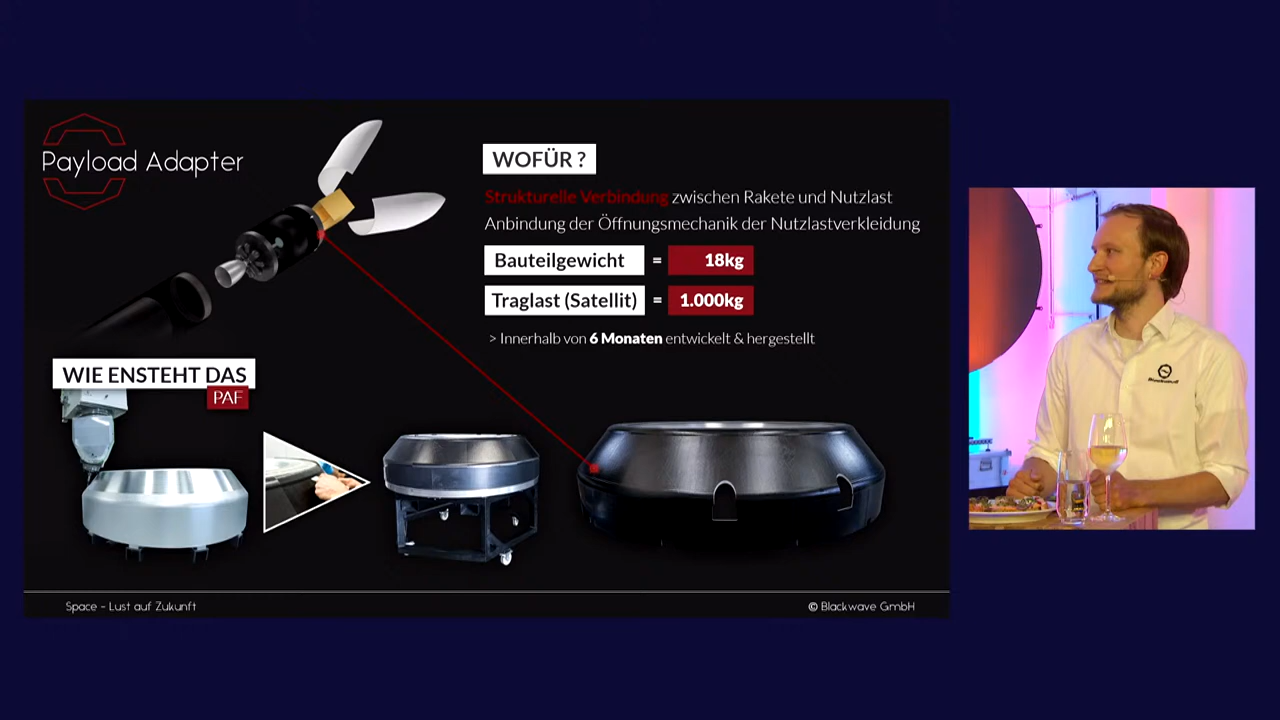 Payload Adapter
WOFÜR ?
Strukturelle Verbindung zwischen Rakete und Nutzlast
Anbindung der Öffnungsmechanik der Nutzlastverkleidung
Bauteilgewicht = 18kg
Traglast (Satellit) = 1.000kg
> Innerhalb von 6 Monaten entwickelt & hergestellt
WIE ENSTEHT DAS
PAF
Blackwave
Space - Lust auf Zukunft
© Blackwave GmbH